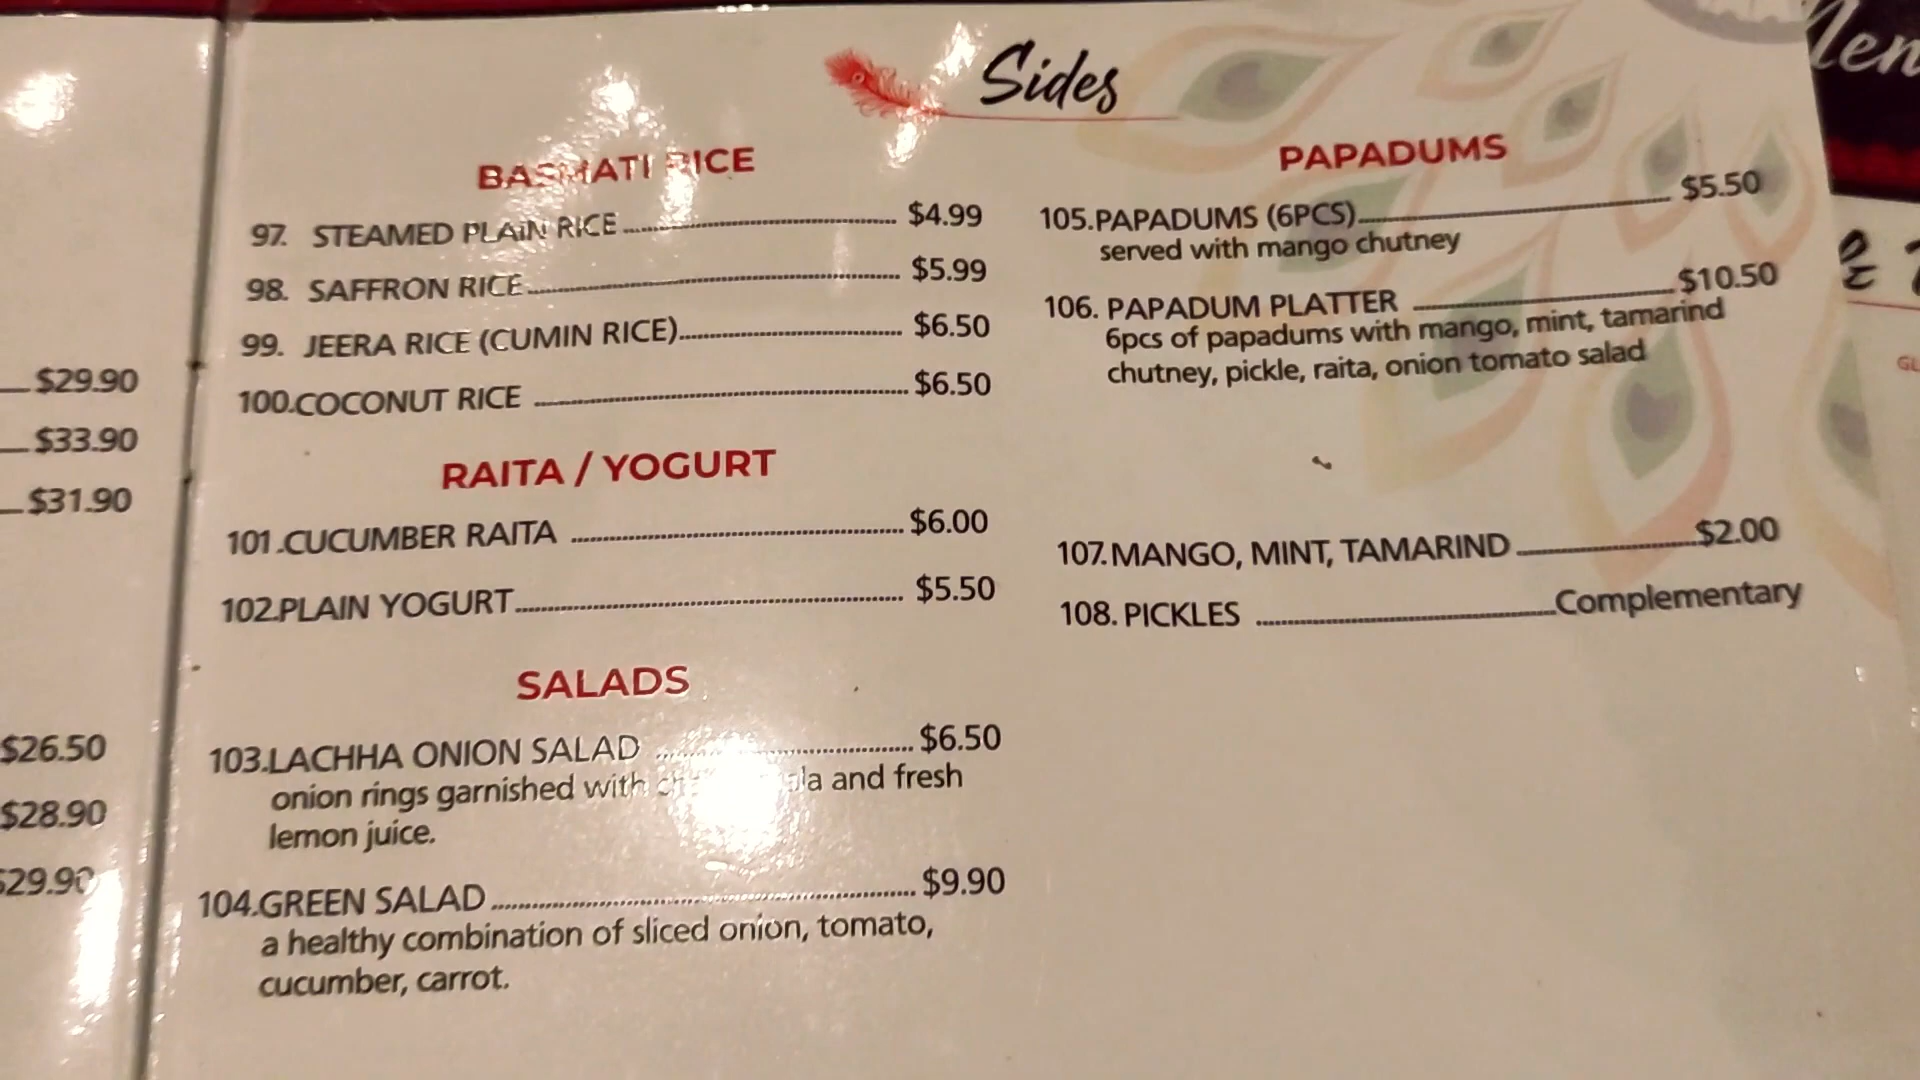 Sides
BASMATI RICE
97. STEAMED PLAIN RICE $4.99
98. SAFFRON RICE $5.99
99. JEERA RICE (CUMIN RICE) $6.50
100.COCONUT RICE $6.50
RAITA / YOGURT
101.CUCUMBER RAITA $6.00
102.PLAIN YOGURT $5.50
SALADS
103.LACHHA ONION SALAD $6.50
onion rings garnished with and fresh
lemon juice.
104.GREEN SALAD $9.90
a healthy combination of sliced onion, tomato,
cucumber, carrot.
PAPADUMS
105.PAPADUMS (6PCS) $5.50
served with mango chutney
106. PAPADUM PLATTER $10.50
6pcs of papadums with mango, mint, tamarind
chutney, pickle, raita, onion tomato salad
107.MANGO, MINT, TAMARIND $2.00
108. PICKLES Complementary
$29.90
$33.90
$31.90
$26.50
$28.90
$29.90